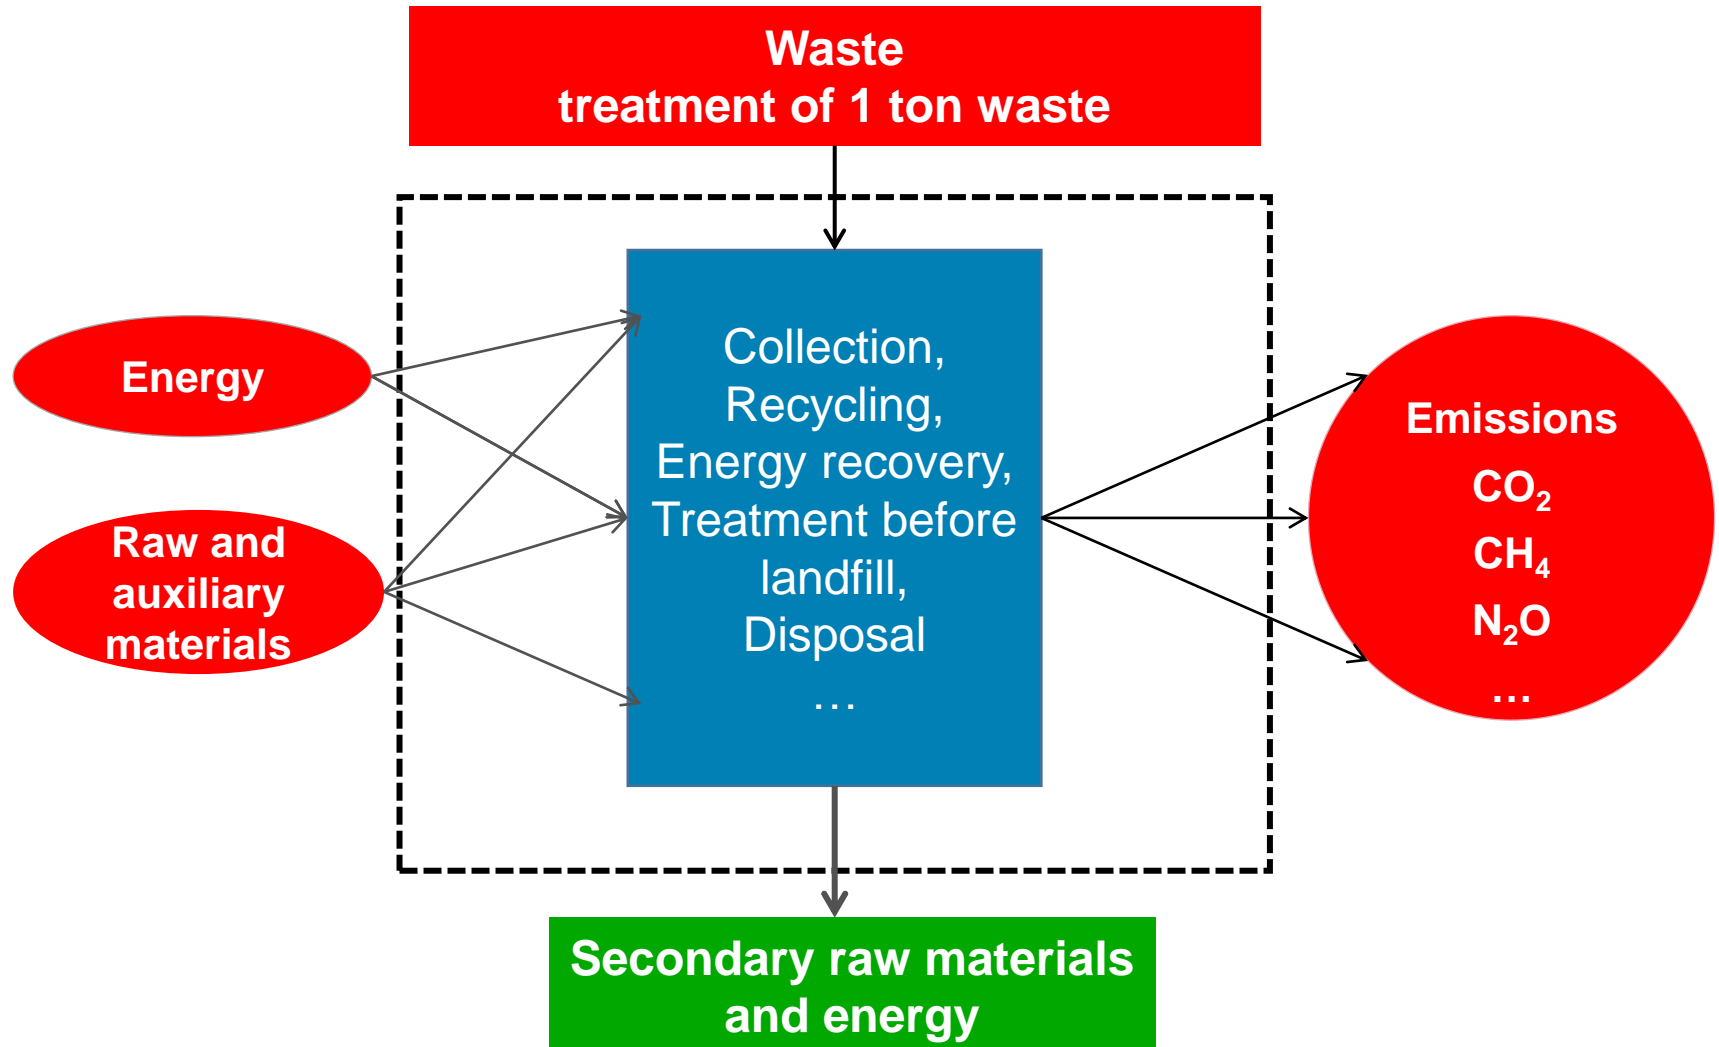 Waste
treatment of 1 ton waste
Energy
Raw and
auxiliary
materials
Collection,
Recycling,
Energy recovery,
Treatment before
landfill,
Disposal
…
Emissions
CO₂
CH₄
N₂O
…
Secondary raw materials
and energy